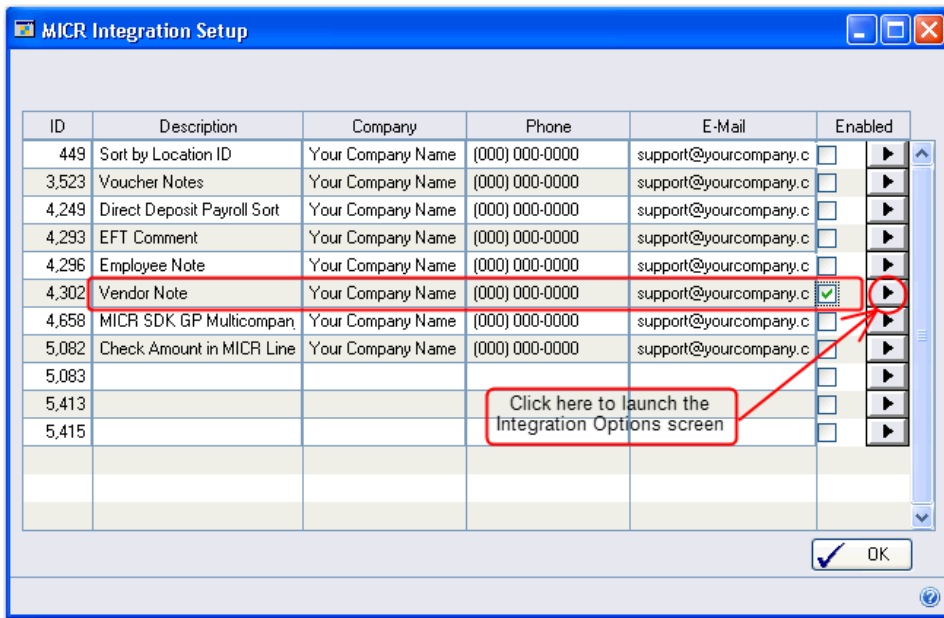 MICR Integration Setup
ID Description Company Phone E-Mail Enabled
449 Sort by Location ID Your Company Name (000) 000-0000 support@yourcompany.c
3,523 Voucher Notes Your Company Name (000) 000-0000 support@yourcompany.c
4,249 Direct Deposit Payroll Sort Your Company Name (000) 000-0000 support@yourcompany.c
4,293 EFT Comment Your Company Name (000) 000-0000 support@yourcompany.c
4,296 Employee Note Your Company Name (000) 000-0000 support@yourcompany.c
4,302 Vendor Note Your Company Name (000) 000-0000 support@yourcompany.c
4,658 MICR SDK GP Multicompan Your Company Name (000) 000-0000 support@yourcompany.c
5,082 Check Amount in MICR Line Your Company Name (000) 000-0000 support@yourcompany.c
5,083
5,413
5,415
Click here to launch the
Integration Options screen
OK